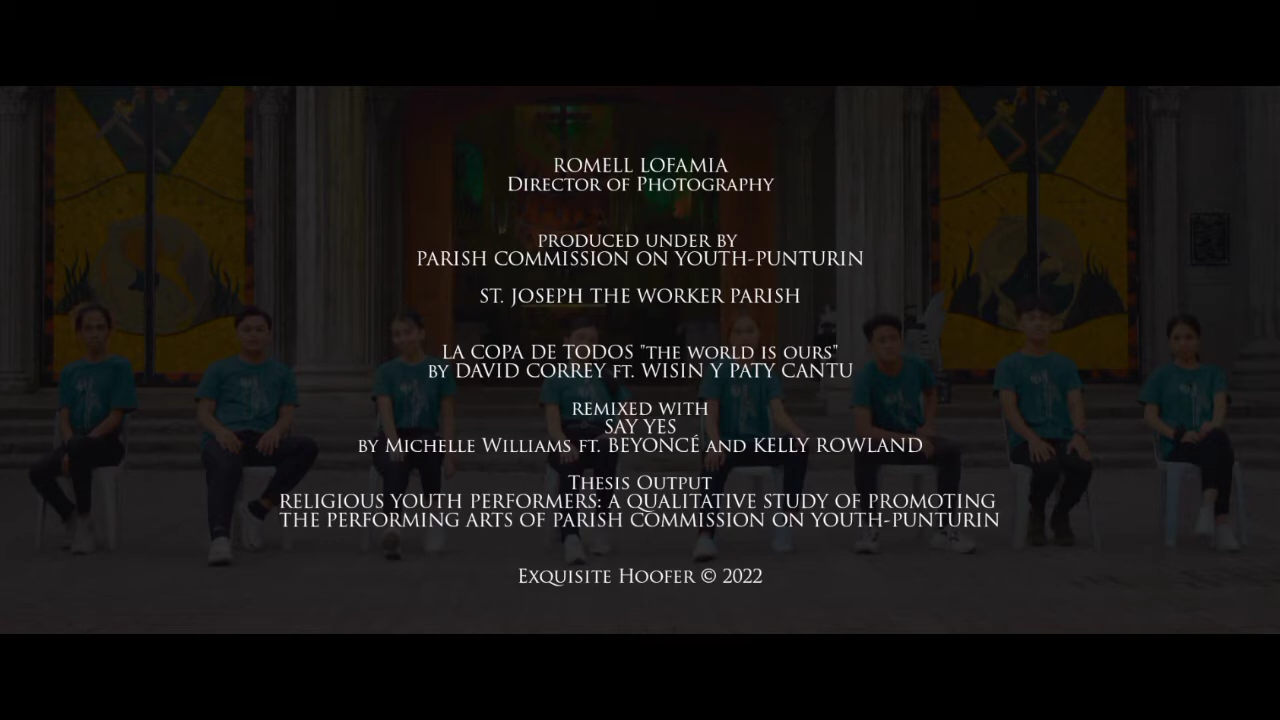 ROMELL LOFAMIA
DIRECTOR OF PHOTOGRAPHY
PRODUCED UNDER BY
PARISH COMMISSION ON YOUTH-PUNTURIN
ST. JOSEPH THE WORKER PARISH
LA COPA DE TODOS "THE WORLD IS OURS"
BY DAVID CORREY FT. WISIN Y PATY CANTU
REMIXED WITH
SAY YES
BY MICHELLE WILLIAMS FT. BEYONCÉ AND KELLY ROWLAND
THESIS OUTPUT
RELIGIOUS YOUTH PERFORMERS: A QUALITATIVE STUDY OF PROMOTING
THE PERFORMING ARTS OF PARISH COMMISSION ON YOUTH-PUNTURIN
EXQUISITE HOOFER © 2022